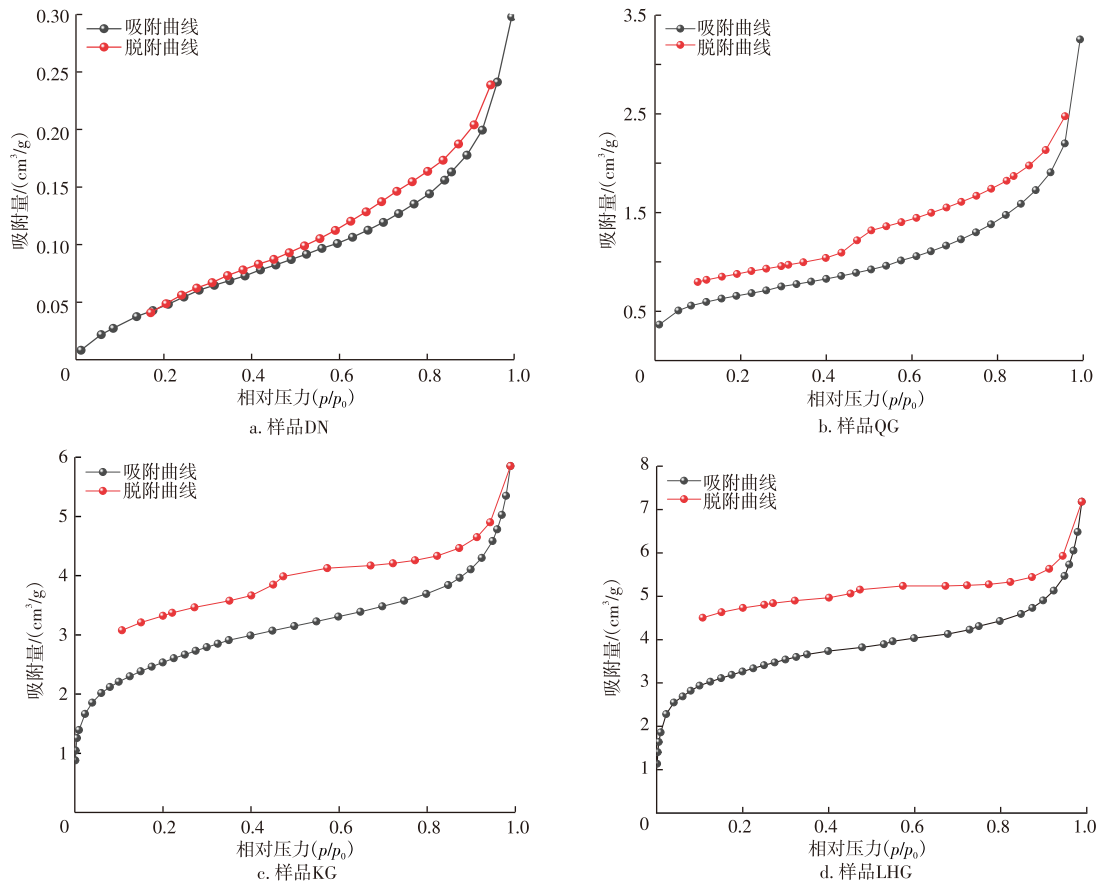 0.30
0.25
0.20
0.15
0.10
0.05
0
0.2
0.4
0.6
0.8
1.0
吸附量/(cm³/g)
吸附曲线
脱附曲线
相对压力(p/p₀)
a. 样品DN
3.5
2.5
1.5
0.5
0
0.2
0.4
0.6
0.8
1.0
吸附量/(cm³/g)
吸附曲线
脱附曲线
相对压力(p/p₀)
b. 样品QG
6
5
4
3
2
1
0
0.2
0.4
0.6
0.8
1.0
吸附量/(cm³/g)
吸附曲线
脱附曲线
相对压力(p/p₀)
c. 样品KG
8
7
6
5
4
3
2
1
0
0.2
0.4
0.6
0.8
1.0
吸附量/(cm³/g)
吸附曲线
脱附曲线
相对压力(p/p₀)
d. 样品LHG